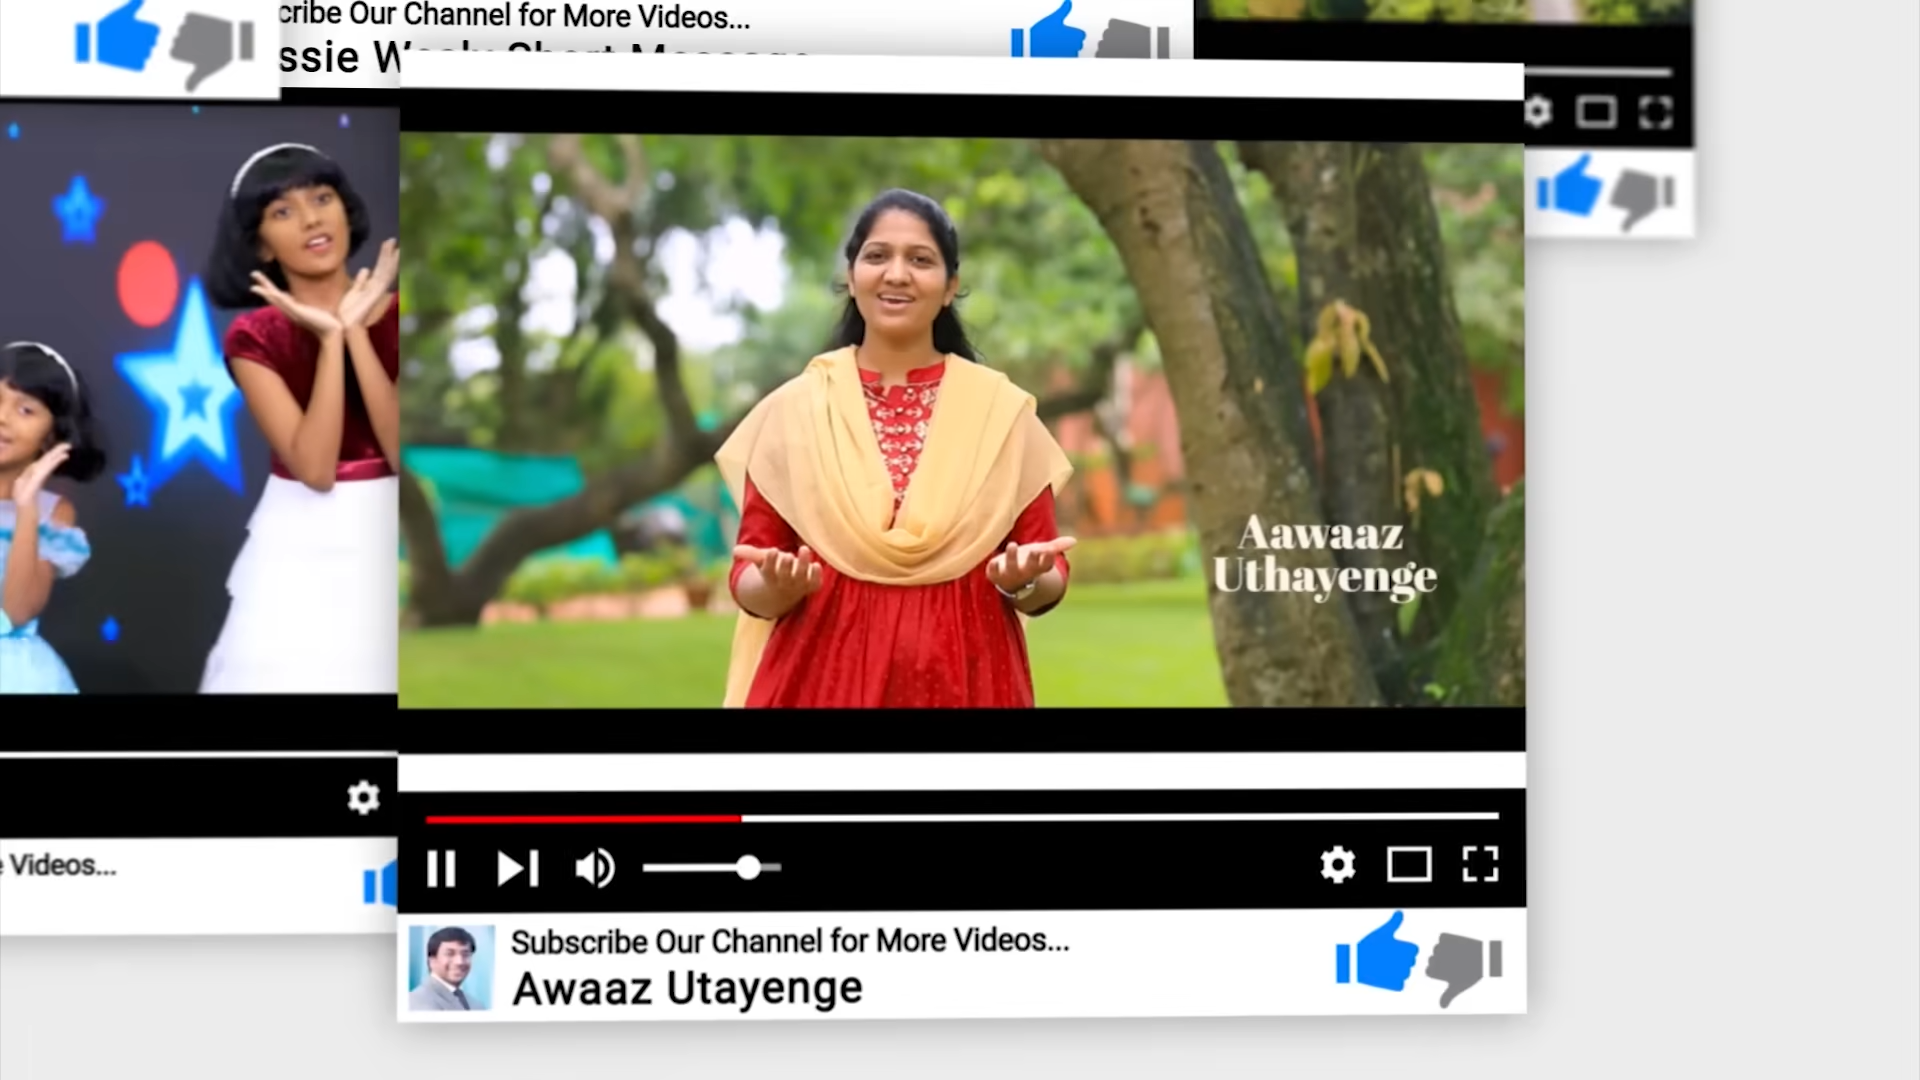 cribe Our Channel for More Videos...
ssie
Aawaaz
Uthayenge
Videos...
Subscribe Our Channel for More Videos...
Awaaz Utayenge